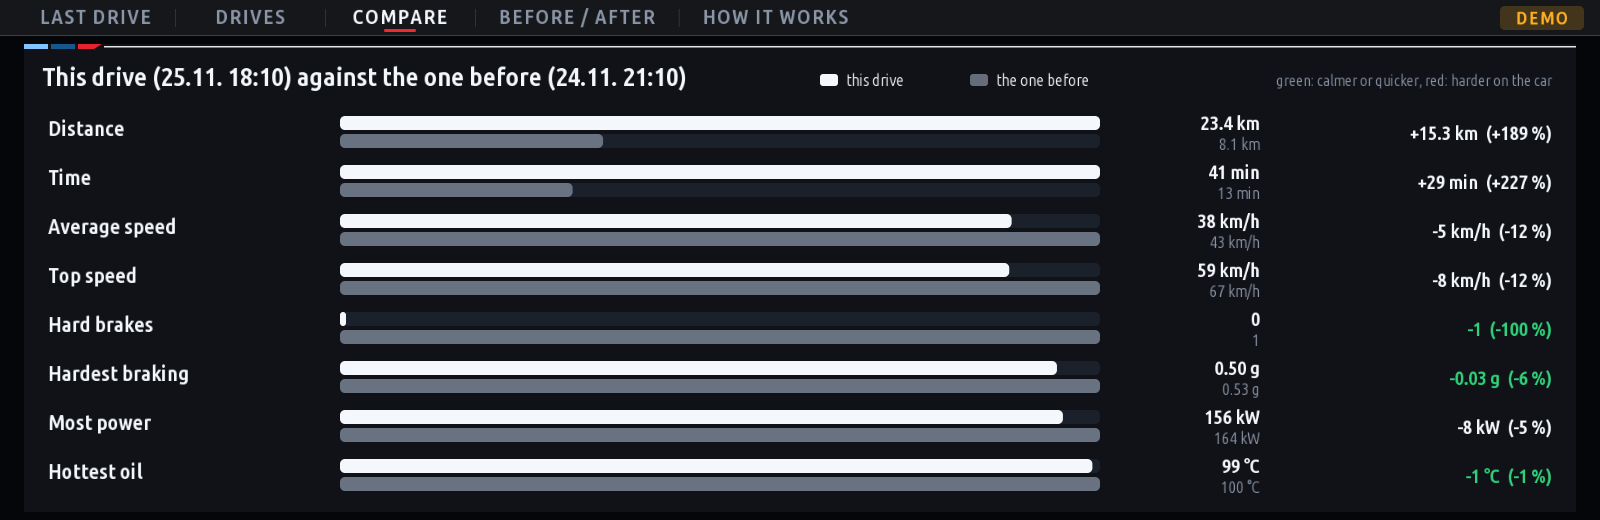 LAST DRIVE DRIVES COMPARE BEFORE / AFTER HOW IT WORKS DEMO
This drive (25.11. 18:10) against the one before (24.11. 21:10) this drive the one before green: calmer or quicker, red: harder on the car
Distance 23.4 km +15.3 km (+189 %)
8.1 km
Time 41 min +29 min (+227 %)
13 min
Average speed 38 km/h -5 km/h (-12 %)
43 km/h
Top speed 59 km/h -8 km/h (-12 %)
67 km/h
Hard brakes 0 -1 (-100 %)
1
Hardest braking 0.50 g -0.03 g (-6 %)
0.53 g
Most power 156 kW -8 kW (-5 %)
164 kW
Hottest oil 99 °C -1 °C (-1 %)
100 °C